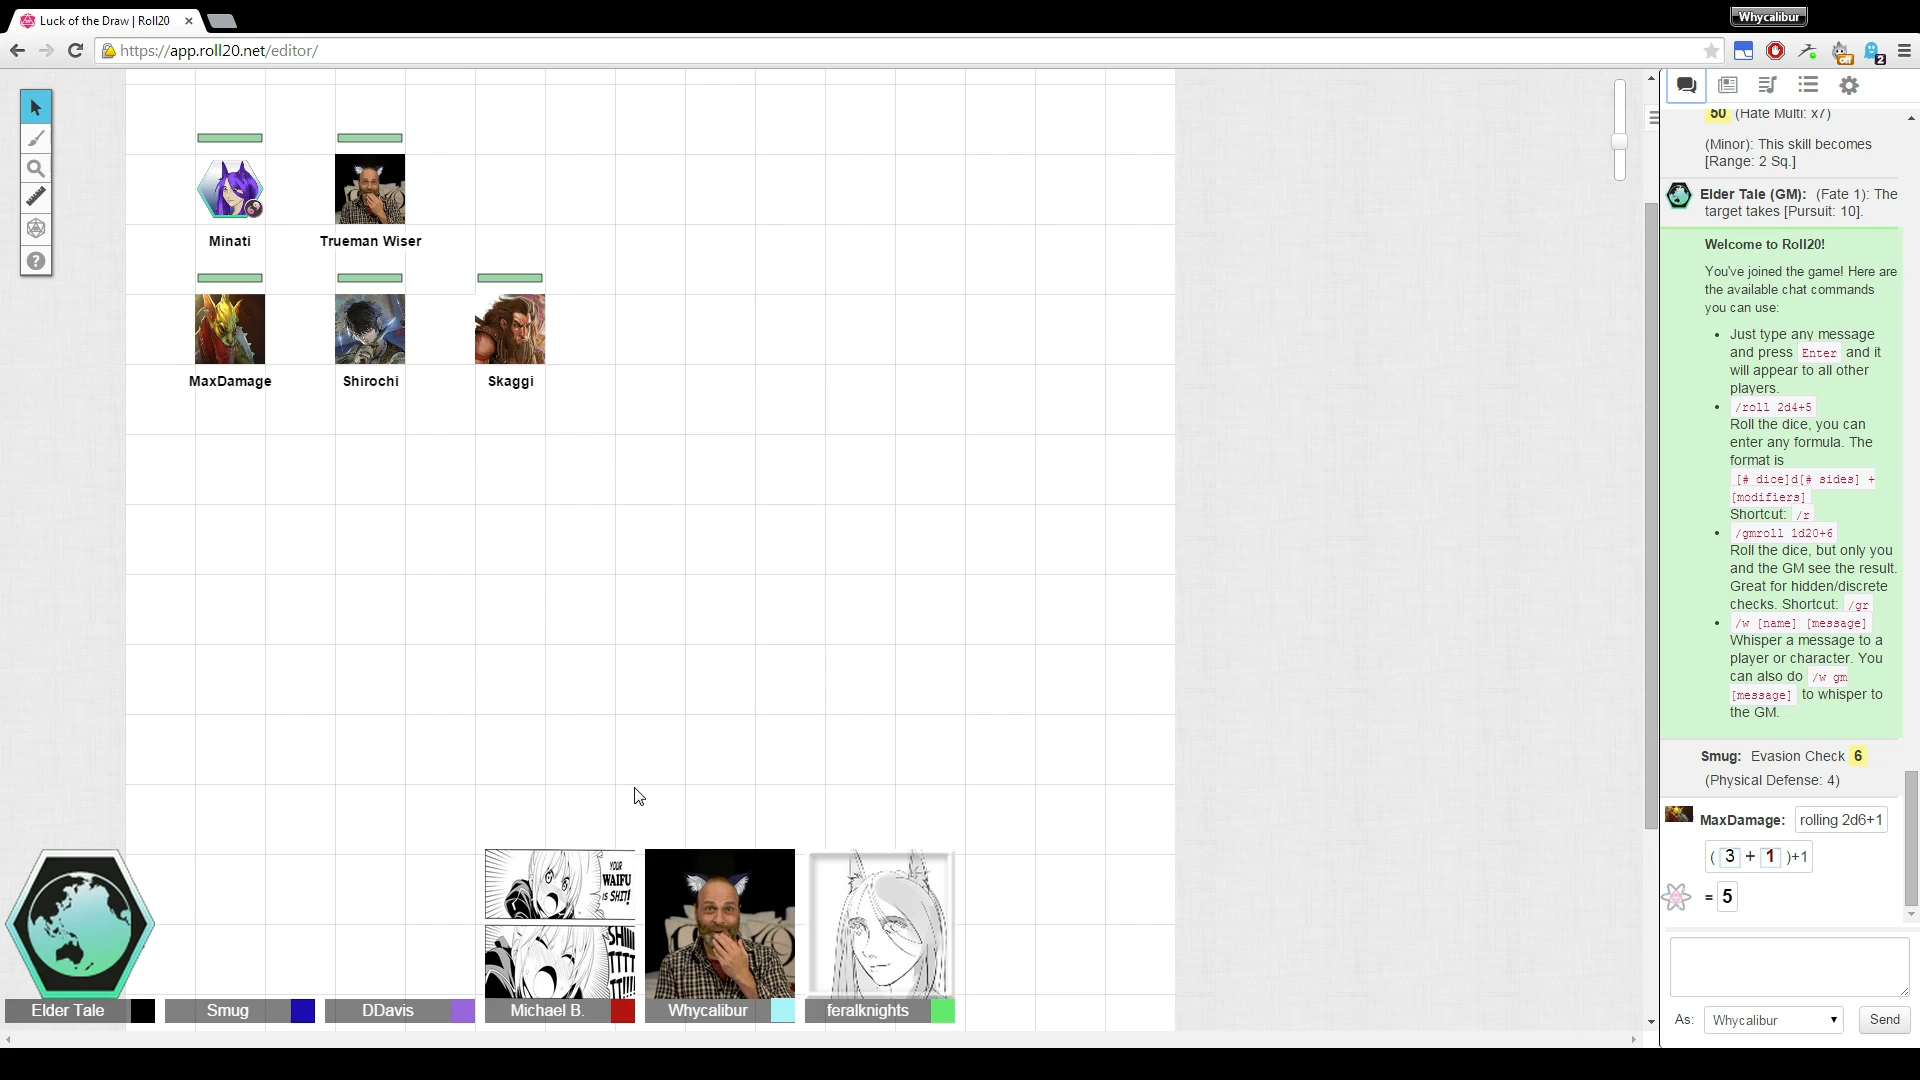 Luck of the Draw | Roll20
Whycalibur
https://app.roll20.net/editor/
off
2
Minati
Trueman Wiser
MaxDamage
Shirochi
Skaggi
YOUR
WAIFU
IS SHIT!
Elder Tale
Smug
DDavis
Michael B.
Whycalibur
feralknights
50 (Hate Multi: x7)
(Minor): This skill becomes
[Range: 2 Sq.]
Elder Tale (GM): (Fate 1): The
target takes [Pursuit: 10].
Welcome to Roll20!
You've joined the game! Here are
the available chat commands
you can use:
• Just type any message
and press Enter and it
will appear to all other
players.
• /roll 2d4+5
Roll the dice, you can
enter any formula. The
format is
[# dice]d[# sides] +
[modifiers]
Shortcut: /r
• /gmroll 1d20+6
Roll the dice, but only you
and the GM see the result.
Great for hidden/discrete
checks. Shortcut: /gr
• /w [name] [message]
Whisper a message to a
player or character. You
can also do /w gm
[message] to whisper to
the GM.
Smug: Evasion Check 6
(Physical Defense: 4)
MaxDamage: rolling 2d6+1
( 3 + 1 )+1
= 5
As: Whycalibur
Send